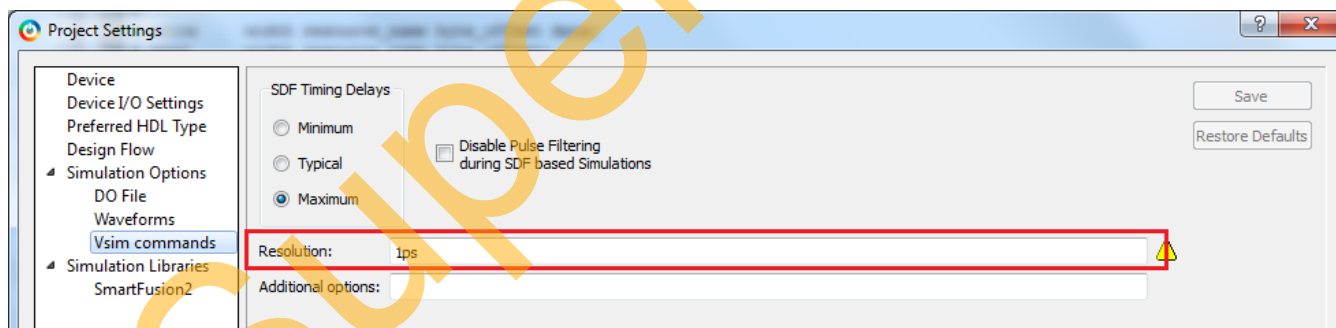 Project Settings
Device
Device I/O Settings
Preferred HDL Type
Design Flow
Simulation Options
DO File
Waveforms
Vsim commands
Simulation Libraries
SmartFusion2
SDF Timing Delays
Minimum
Typical
Maximum
Disable Pulse Filtering
during SDF based Simulations
Save
Restore Defaults
Resolution: 1ps
Additional options: